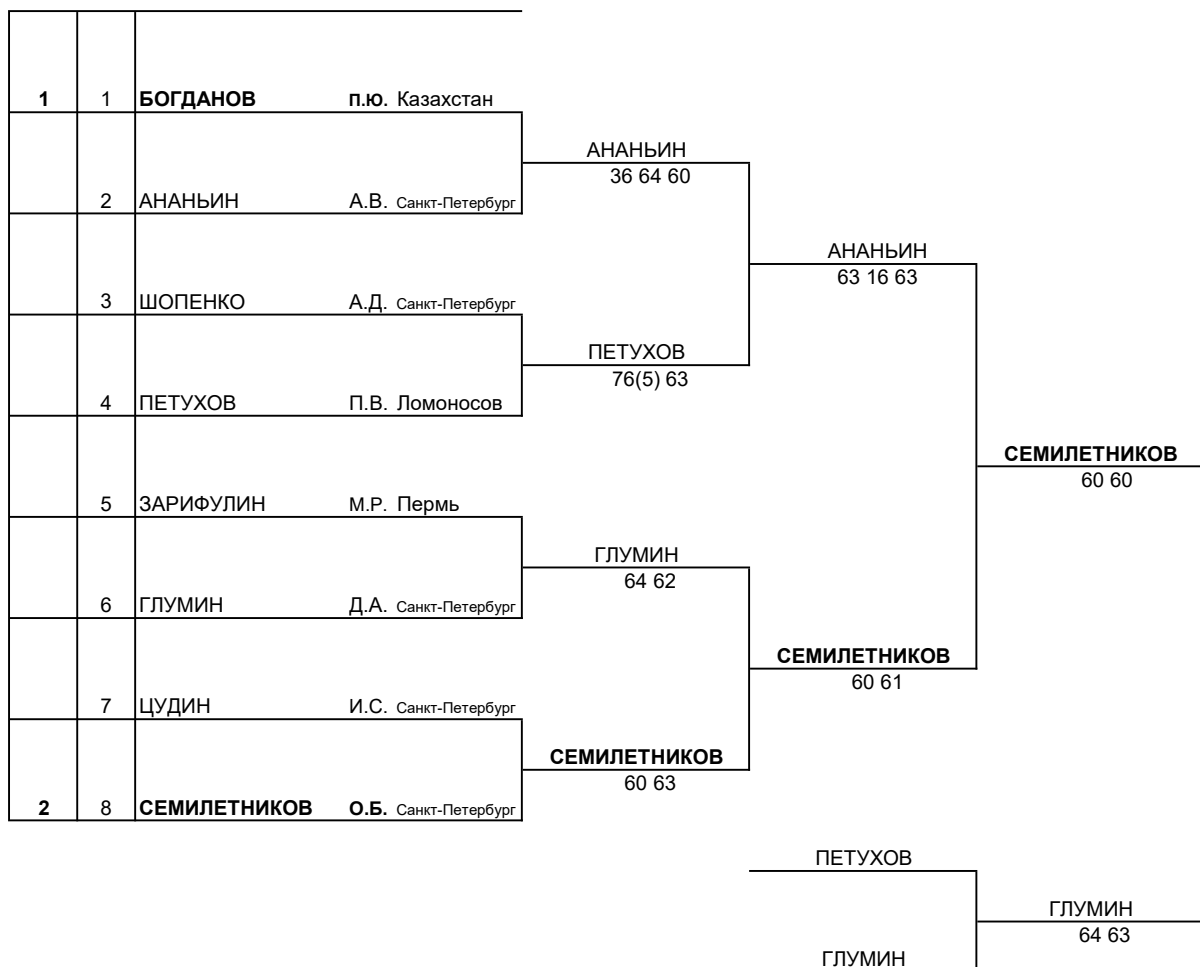 1 1 БОГДАНОВ П.Ю. Казахстан
АНАНЬИН
36 64 60
2 АНАНЬИН А.В. Санкт-Петербург
АНАНЬИН
63 16 63
3 ШОПЕНКО А.Д. Санкт-Петербург
ПЕТУХОВ
76(5) 63
4 ПЕТУХОВ П.В. Ломоносов
СЕМИЛЕТНИКОВ
60 60
5 ЗАРИФУЛИН М.Р. Пермь
ГЛУМИН
64 62
6 ГЛУМИН Д.А. Санкт-Петербург
СЕМИЛЕТНИКОВ
60 61
7 ЦУДИН И.С. Санкт-Петербург
СЕМИЛЕТНИКОВ
60 63
2 8 СЕМИЛЕТНИКОВ О.Б. Санкт-Петербург
ПЕТУХОВ
ГЛУМИН
64 63
ГЛУМИН